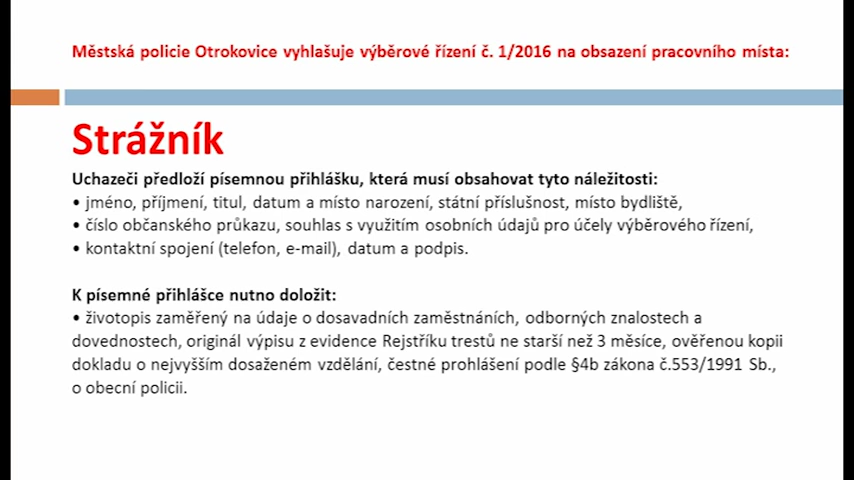 Městská policie Otrokovice vyhlašuje výběrové řízení č. 1/2016 na obsazení pracovního místa:
Strážník
Uchazeči předloží písemnou přihlášku, která musí obsahovat tyto náležitosti:
• jméno, příjmení, titul, datum a místo narození, státní příslušnost, místo bydliště,
• číslo občanského průkazu, souhlas s využitím osobních údajů pro účely výběrového řízení,
• kontaktní spojení (telefon, e-mail), datum a podpis.
K písemné přihlášce nutno doložit:
• životopis zaměřený na údaje o dosavadních zaměstnáních, odborných znalostech a
dovednostech, originál výpisu z evidence Rejstříku trestů ne starší než 3 měsíce, ověřenou kopii
dokladu o nejvyšším dosaženém vzdělání, čestné prohlášení podle §4b zákona č.553/1991 Sb.,
o obecní policii.